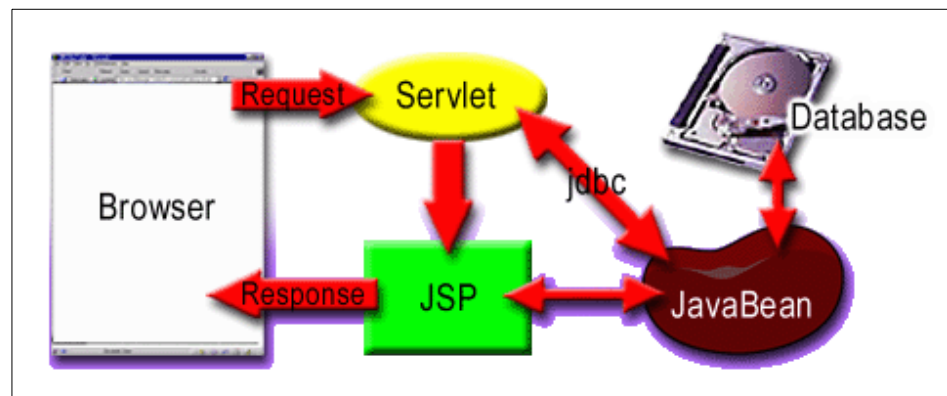 Request
Servlet
Database
jdbc
Browser
Response
JSP
JavaBean